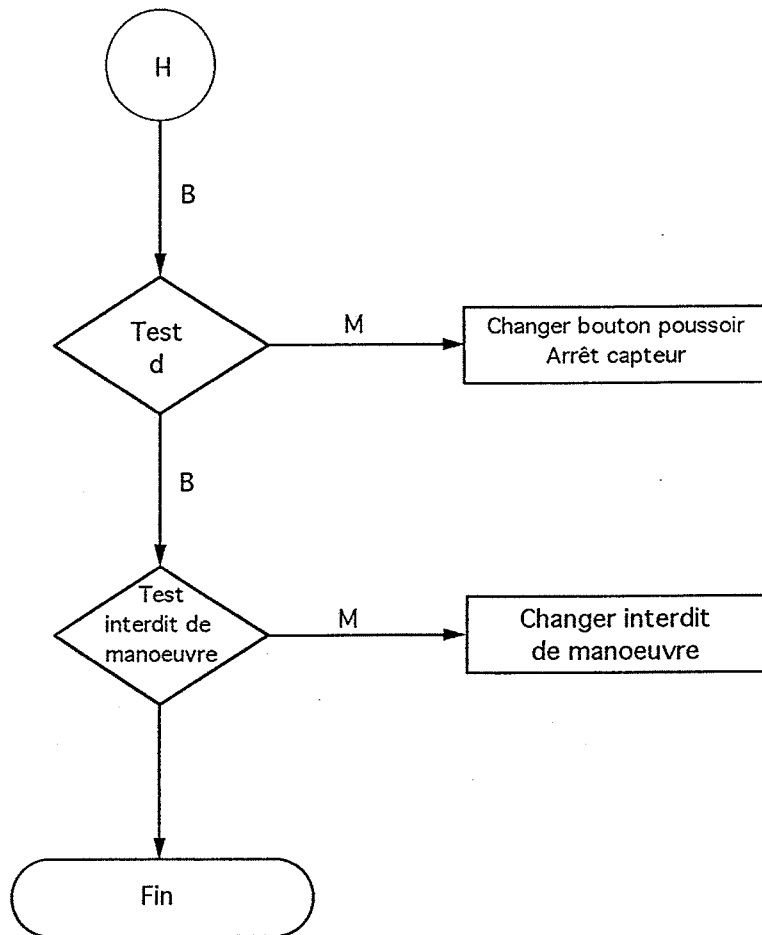 H
B
Test
d
M
Changer bouton poussoir
Arrêt capteur
B
Test
interdit de
manoeuvre
M
Changer interdit
de manoeuvre
Fin